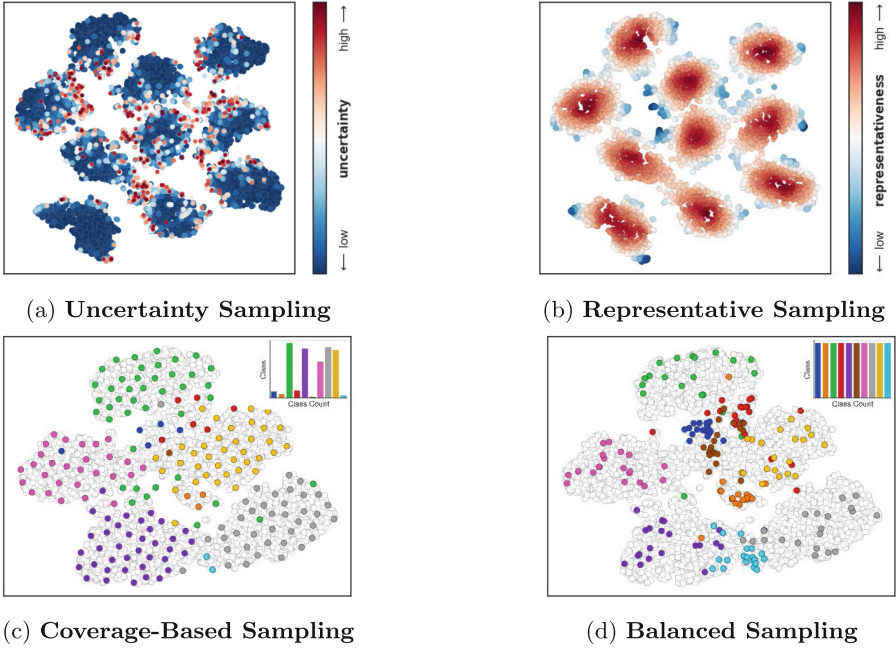 high →
uncertainty
← low
high →
representativeness
← low
(a) Uncertainty Sampling
(b) Representative Sampling
Class
Class Count
Class
Class Count
(c) Coverage-Based Sampling
(d) Balanced Sampling